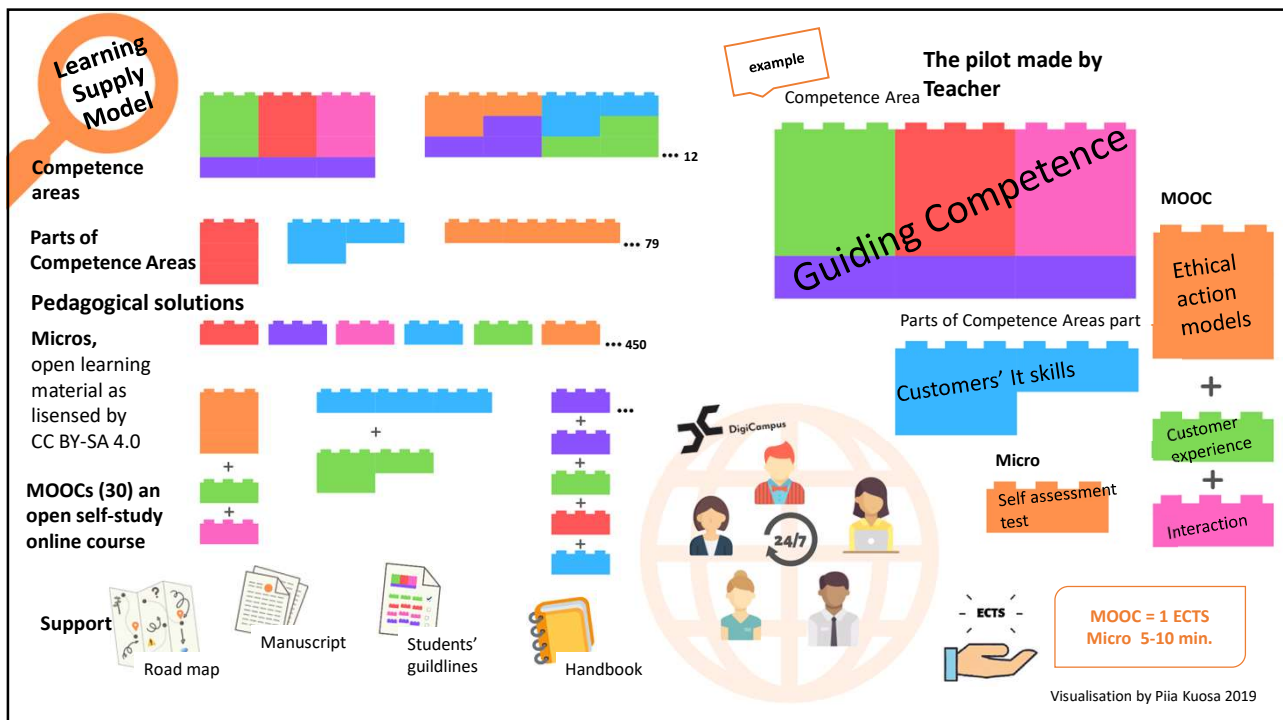 Learning
Supply
Model
Competence
areas
••• 12
Parts of
Competence Areas
••• 79
Pedagogical solutions
Micros,
open learning
material as
lisensed by
CC BY-SA 4.0
••• 450
•••
+
+
+
+
+
+
+
MOOCs (30) an
open self-study
online course
Support
Road map
Manuscript
Students'
guildlines
Handbook
example
The pilot made by
Teacher
Competence Area
Guiding Competence
MOOC
Ethical
action
models
+
Customer
experience
+
Interaction
Parts of Competence Areas part
Customers' It skills
Micro
Self assessment
test
DigiCampus
24/7
ECTS
MOOC = 1 ECTS
Micro 5-10 min.
Visualisation by Piia Kuosa 2019